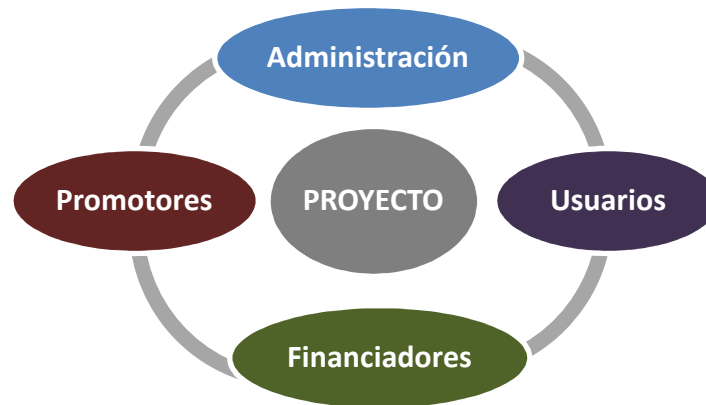 Administración
Promotores
PROYECTO
Usuarios
Financiadores